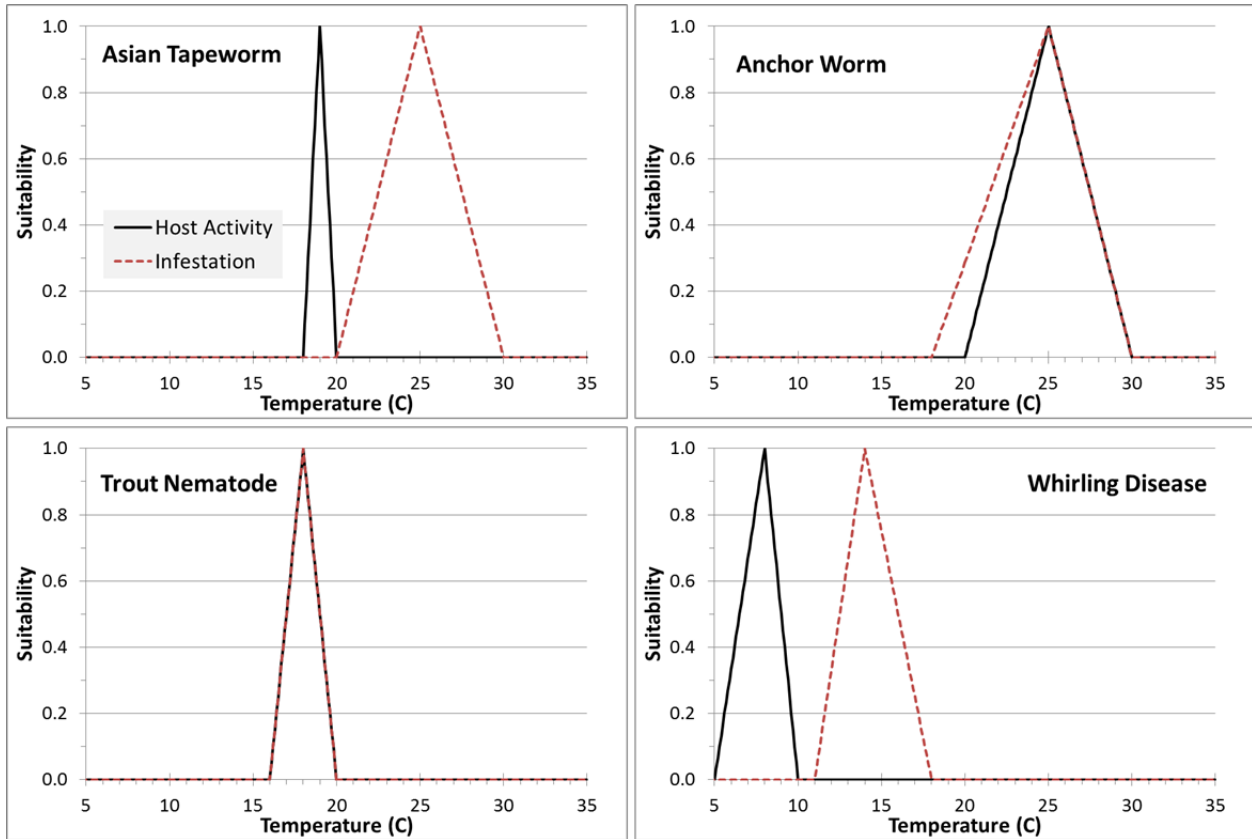 Asian Tapeworm
1.0
0.8
0.6
0.4
0.2
0.0
Suitability
Host Activity
Infestation
5 10 15 20 25 30 35
Temperature (C)
Anchor Worm
1.0
0.8
0.6
0.4
0.2
0.0
Suitability
5 10 15 20 25 30 35
Temperature (C)
Trout Nematode
1.0
0.8
0.6
0.4
0.2
0.0
Suitability
5 10 15 20 25 30 35
Temperature (C)
Whirling Disease
1.0
0.8
0.6
0.4
0.2
0.0
Suitability
5 10 15 20 25 30 35
Temperature (C)